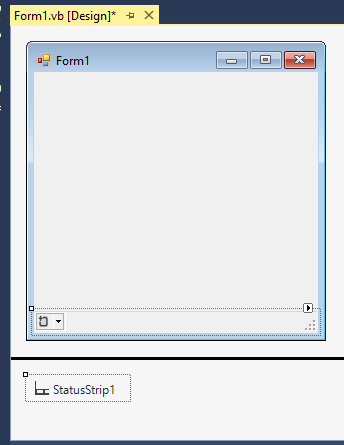 Form1.vb [Design]*
Form1
StatusStrip1